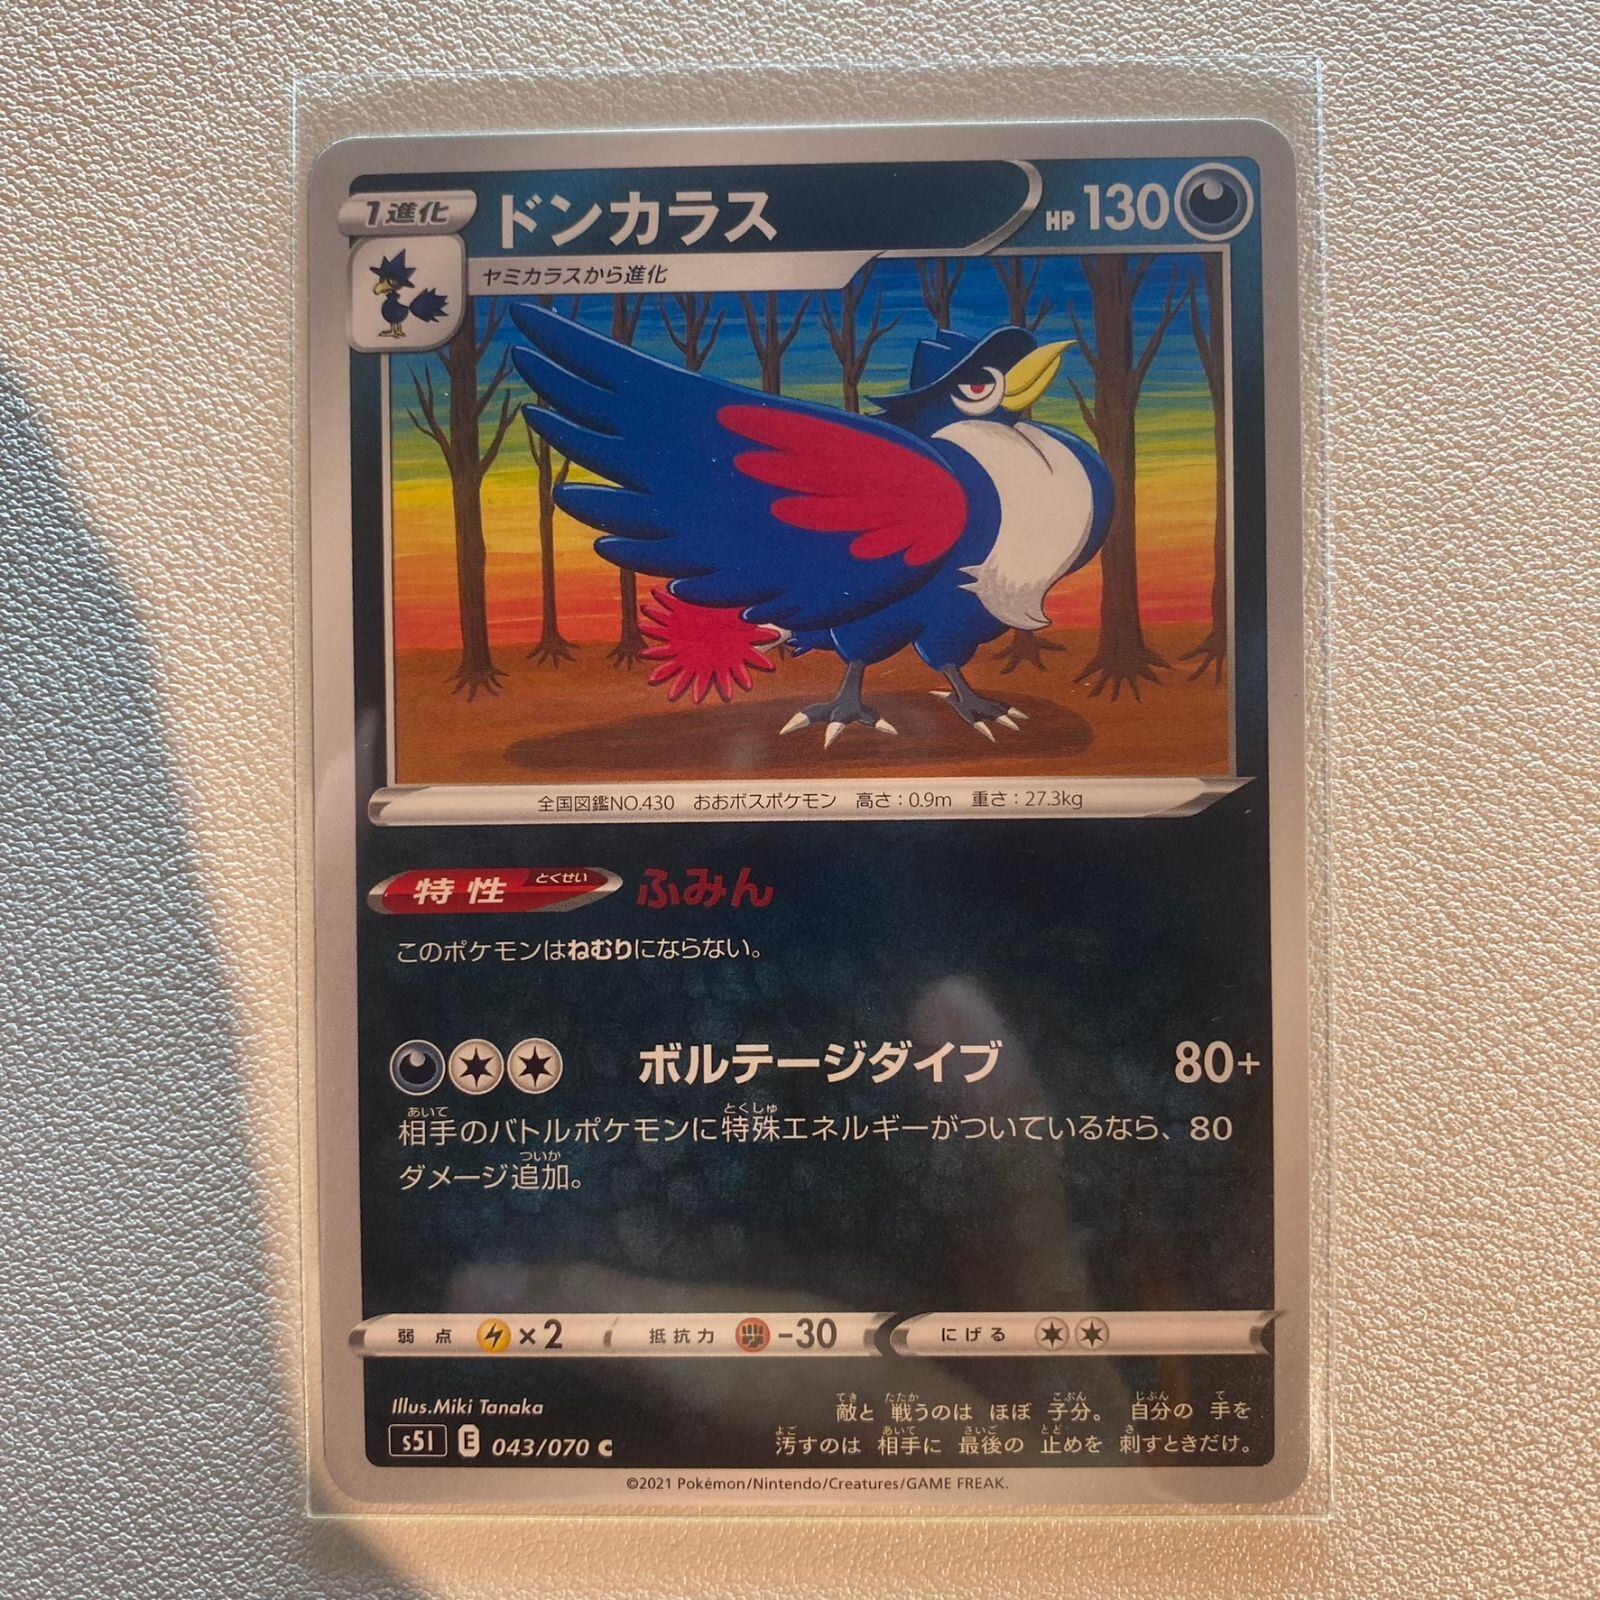 1進化
ドンカラス
HP 130
ヤミカラスから進化
全国図鑑NO.430 おおボスポケモン 高さ：0.9m 重さ：27.3kg
特性 とくせい ふみん
このポケモンはねむりにならない。
ボルテージダイブ 80+
あいて とくしゅ
相手のバトルポケモンに特殊エネルギーがついているなら、80
ついか
ダメージ追加。
弱点 ×2 抵抗力 -30 にげる
Illus.Miki Tanaka
てき たたか こぶん じぶん て
敵と 戦うのは ほぼ 子分。 自分の 手を
よご あいて さいご とど さ
汚すのは 相手に 最後の 止めを 刺すときだけ。
s5I E 043/070 C
©2021 Pokémon/Nintendo/Creatures/GAME FREAK.